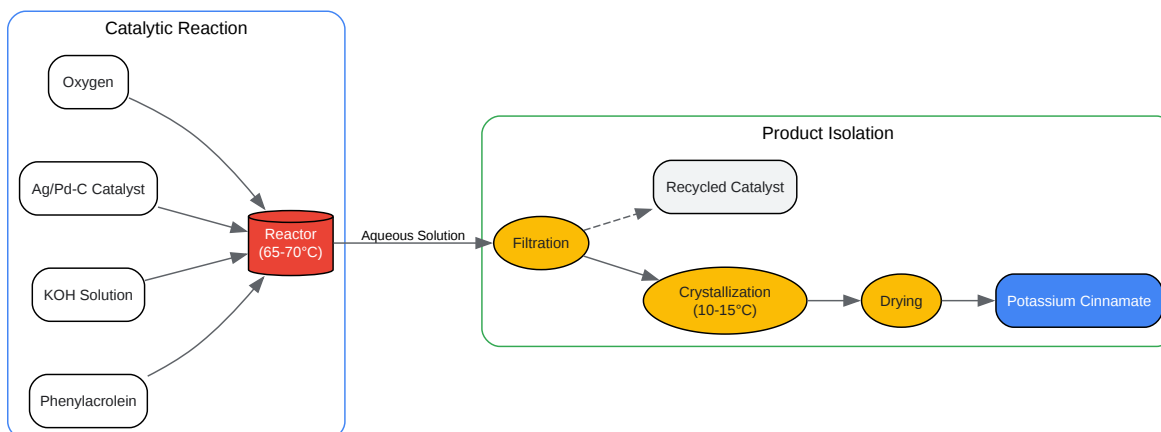 Catalytic Reaction
Oxygen
Ag/Pd-C Catalyst
KOH Solution
Phenylacrolein
Reactor
(65-70°C)
Aqueous Solution
Product Isolation
Filtration
Recycled Catalyst
Crystallization
(10-15°C)
Drying
Potassium Cinnamate